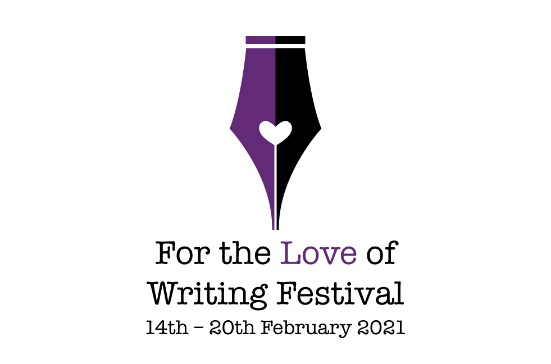 For the Love of
Writing Festival
14th – 20th February 2021